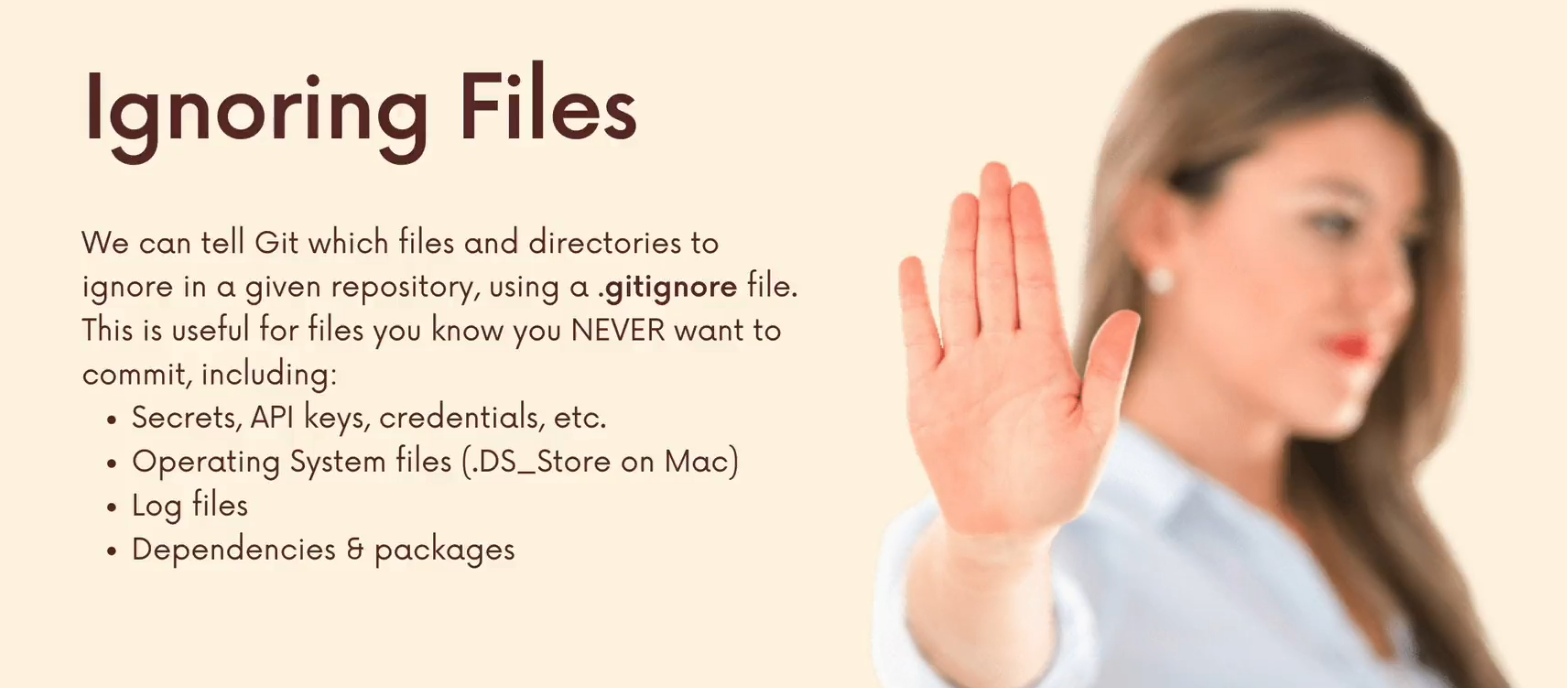 Ignoring Files
We can tell Git which files and directories to
ignore in a given repository, using a .gitignore file.
This is useful for files you know you NEVER want to
commit, including:
• Secrets, API keys, credentials, etc.
• Operating System files (.DS_Store on Mac)
• Log files
• Dependencies & packages